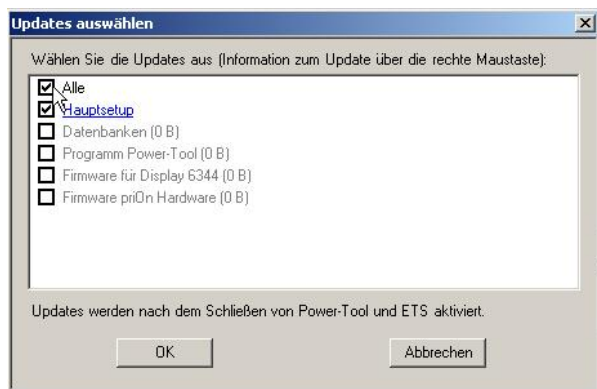 Updates auswählen
Wählen Sie die Updates aus (Information zum Update über die rechte Maustaste):
Alle
Hauptsetup
Datenbanken (0 B)
Programm Power-Tool (0 B)
Firmware für Display 6344 (0 B)
Firmware priOn Hardware (0 B)
Updates werden nach dem Schließen von Power-Tool und ETS aktiviert.
OK
Abbrechen